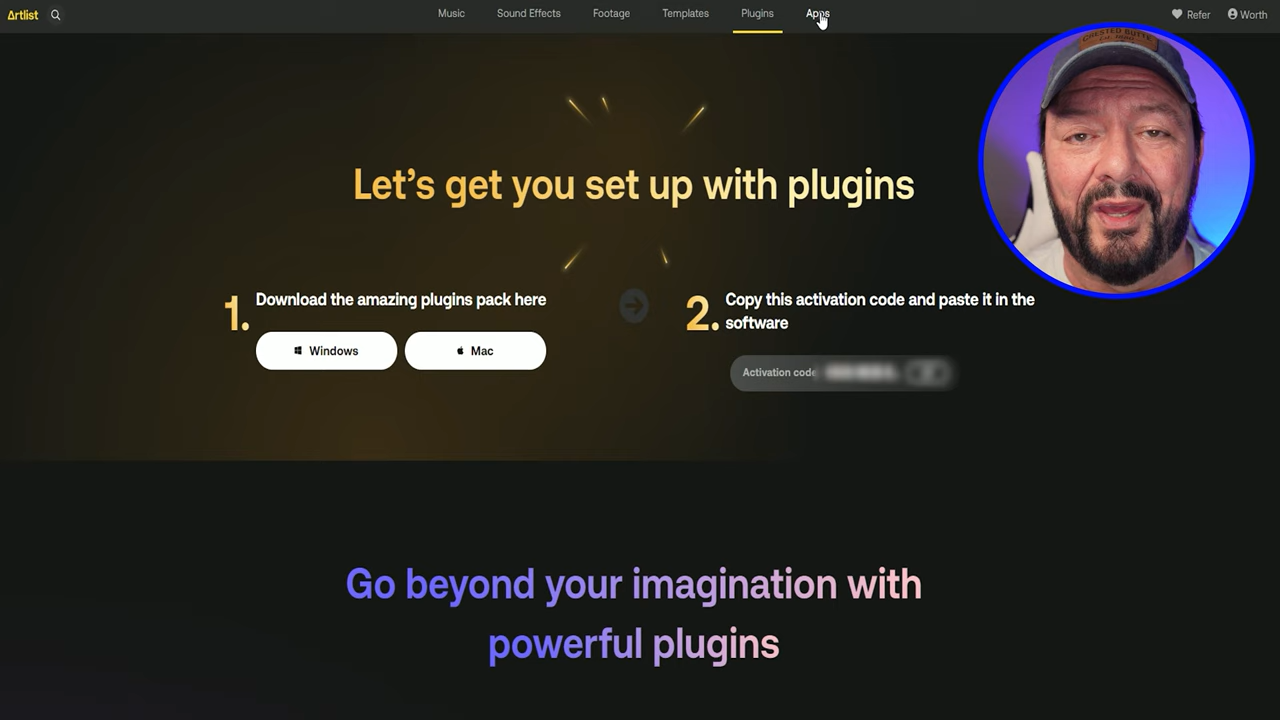 Artlist
Music
Sound Effects
Footage
Templates
Plugins
Apps
Refer
Worth
CRESTED BUTTE
Let's get you set up with plugins
1.
Download the amazing plugins pack here
Windows
Mac
2.
Copy this activation code and paste it in the
software
Activation code
Go beyond your imagination with
powerful plugins